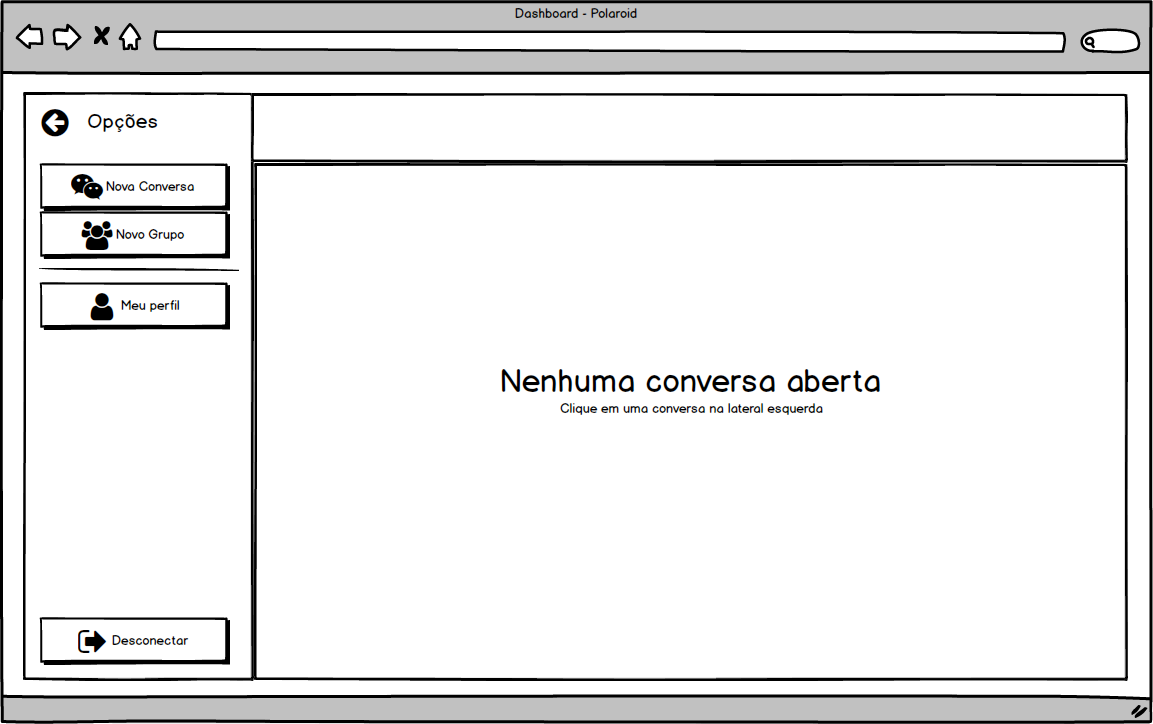 Dashboard - Polaroid
Opções
Nova Conversa
Novo Grupo
Meu perfil
Nenhuma conversa aberta
Clique em uma conversa na lateral esquerda
Desconectar